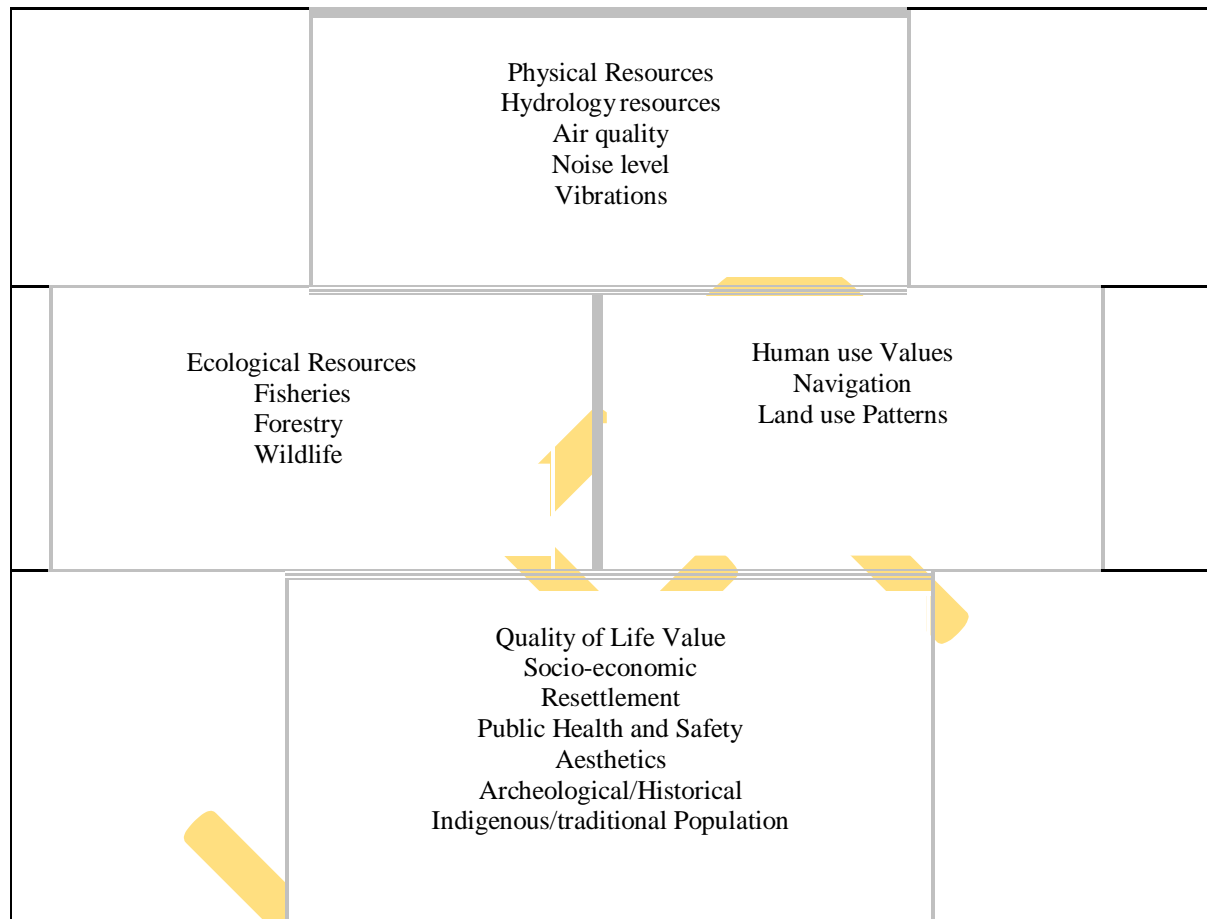 Physical Resources
Hydrology resources
Air quality
Noise level
Vibrations
Ecological Resources
Fisheries
Forestry
Wildlife
Human use Values
Navigation
Land use Patterns
Quality of Life Value
Socio-economic
Resettlement
Public Health and Safety
Aesthetics
Archeological/Historical
Indigenous/traditional Population